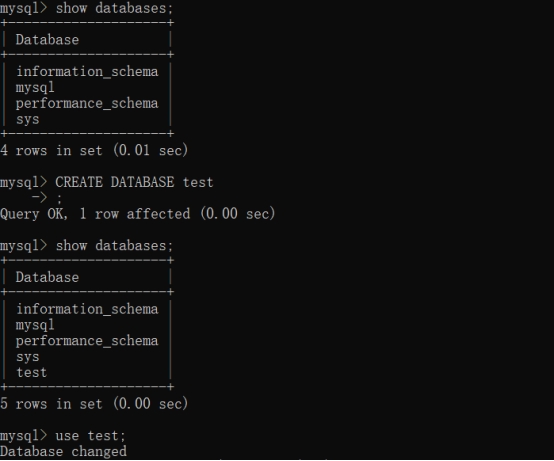 mysql> show databases;
+--------------------+
| Database           |
+--------------------+
| information_schema |
| mysql              |
| performance_schema |
| sys                |
+--------------------+
4 rows in set (0.01 sec)
mysql> CREATE DATABASE test
    -> ;
Query OK, 1 row affected (0.00 sec)
mysql> show databases;
+--------------------+
| Database           |
+--------------------+
| information_schema |
| mysql              |
| performance_schema |
| sys                |
| test               |
+--------------------+
5 rows in set (0.00 sec)
mysql> use test;
Database changed